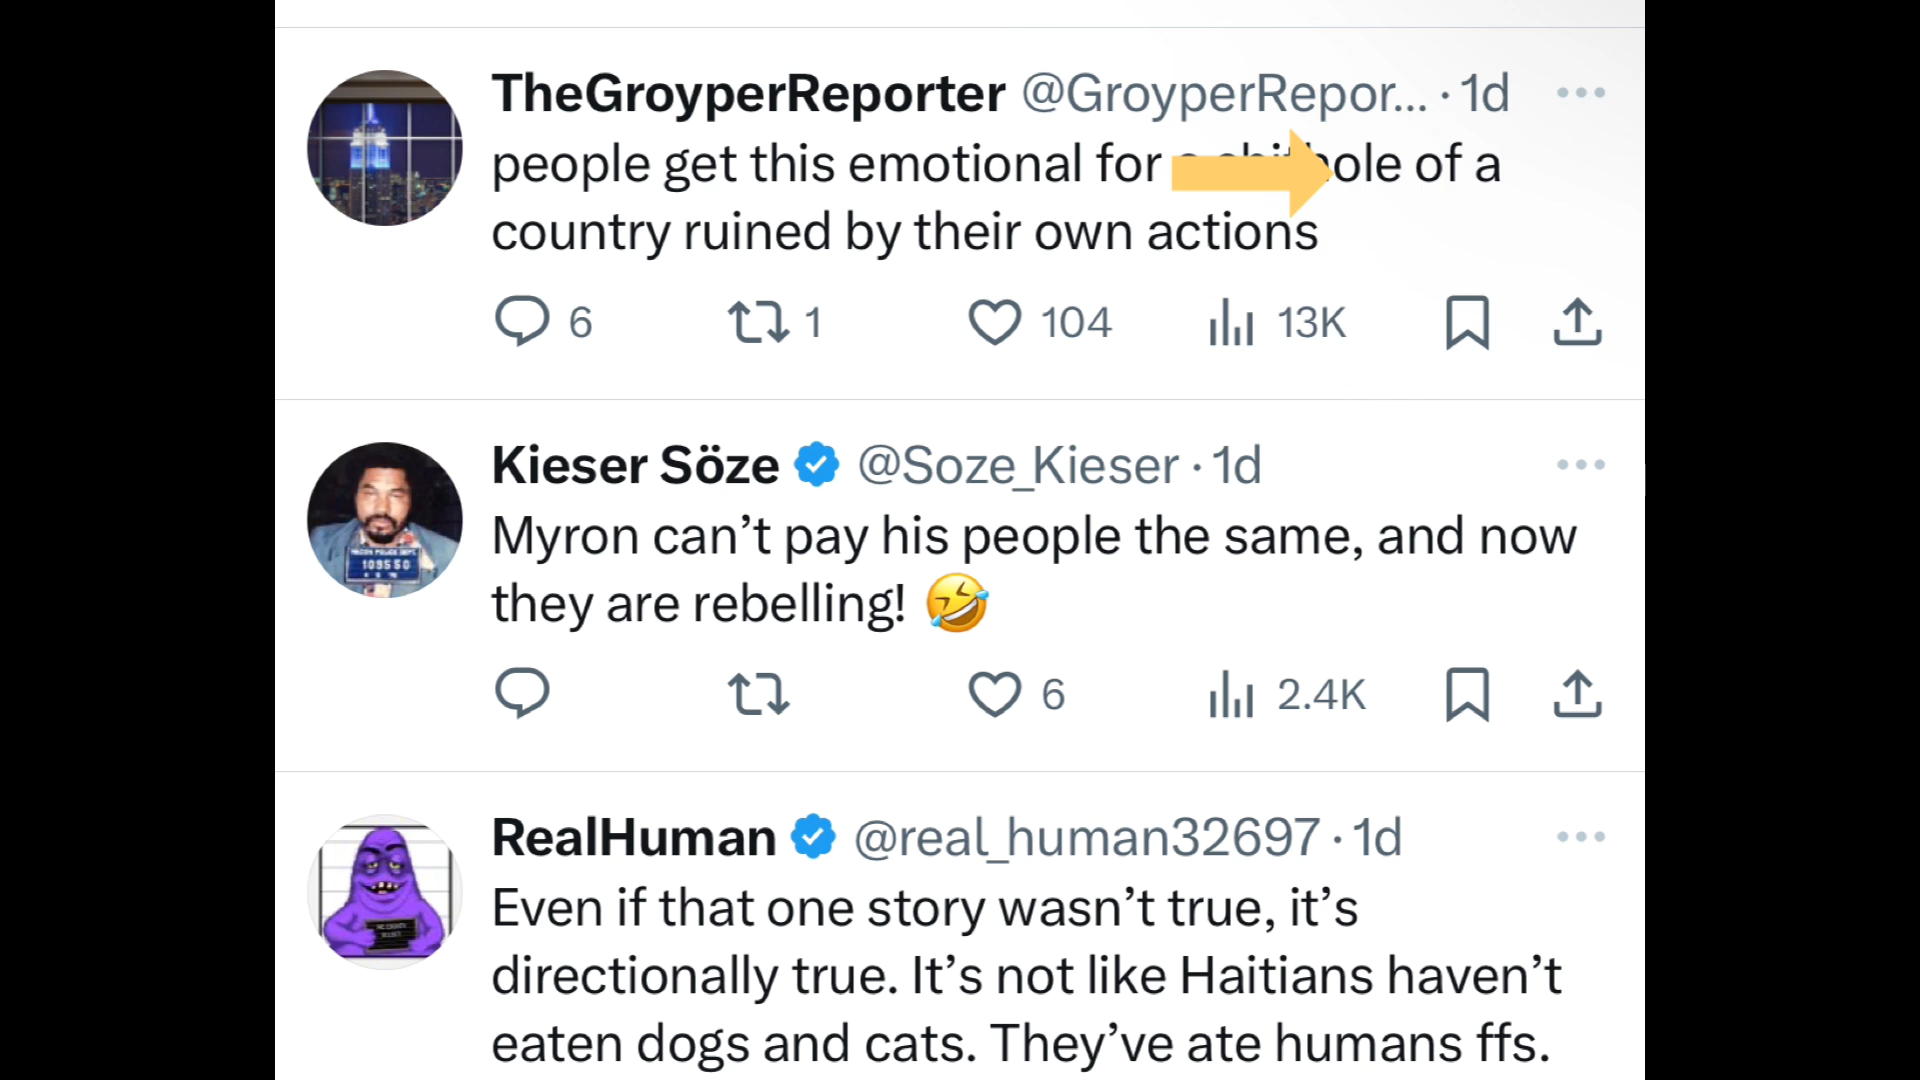 TheGroyperReporter @GroyperRepor... · 1d
people get this emotional for a shithole of a
country ruined by their own actions
6 1 104 13K
Kieser Söze @Soze_Kieser · 1d
Myron can’t pay his people the same, and now
they are rebelling! 🤣
6 2.4K
109550
RealHuman @real_human32697 · 1d
Even if that one story wasn’t true, it’s
directionally true. It’s not like Haitians haven’t
eaten dogs and cats. They’ve ate humans ffs.